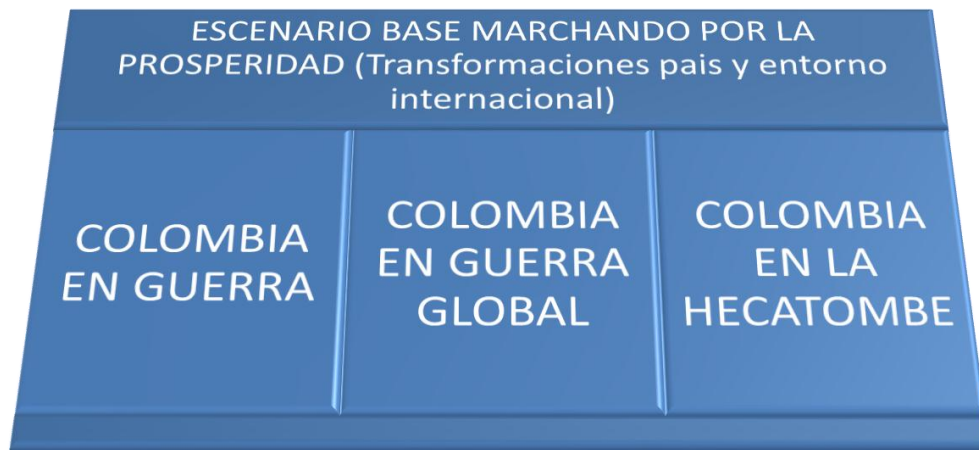 ESCENARIO BASE MARCHANDO POR LA
PROSPERIDAD (Transformaciones pais y entorno
internacional)
COLOMBIA
EN GUERRA
COLOMBIA
EN GUERRA
GLOBAL
COLOMBIA
EN LA
HECATOMBE